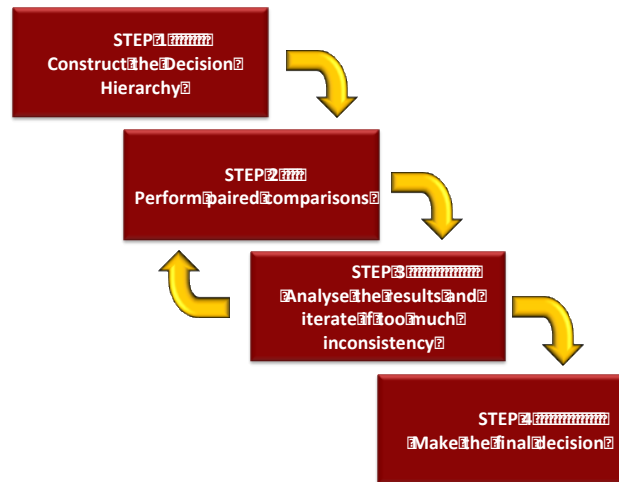 STEP 1
Construct the Decision
Hierarchy
STEP 2
Perform paired comparisons
STEP 3
Analyse the results and
iterate if too much
inconsistency
STEP 4
Make the final decision